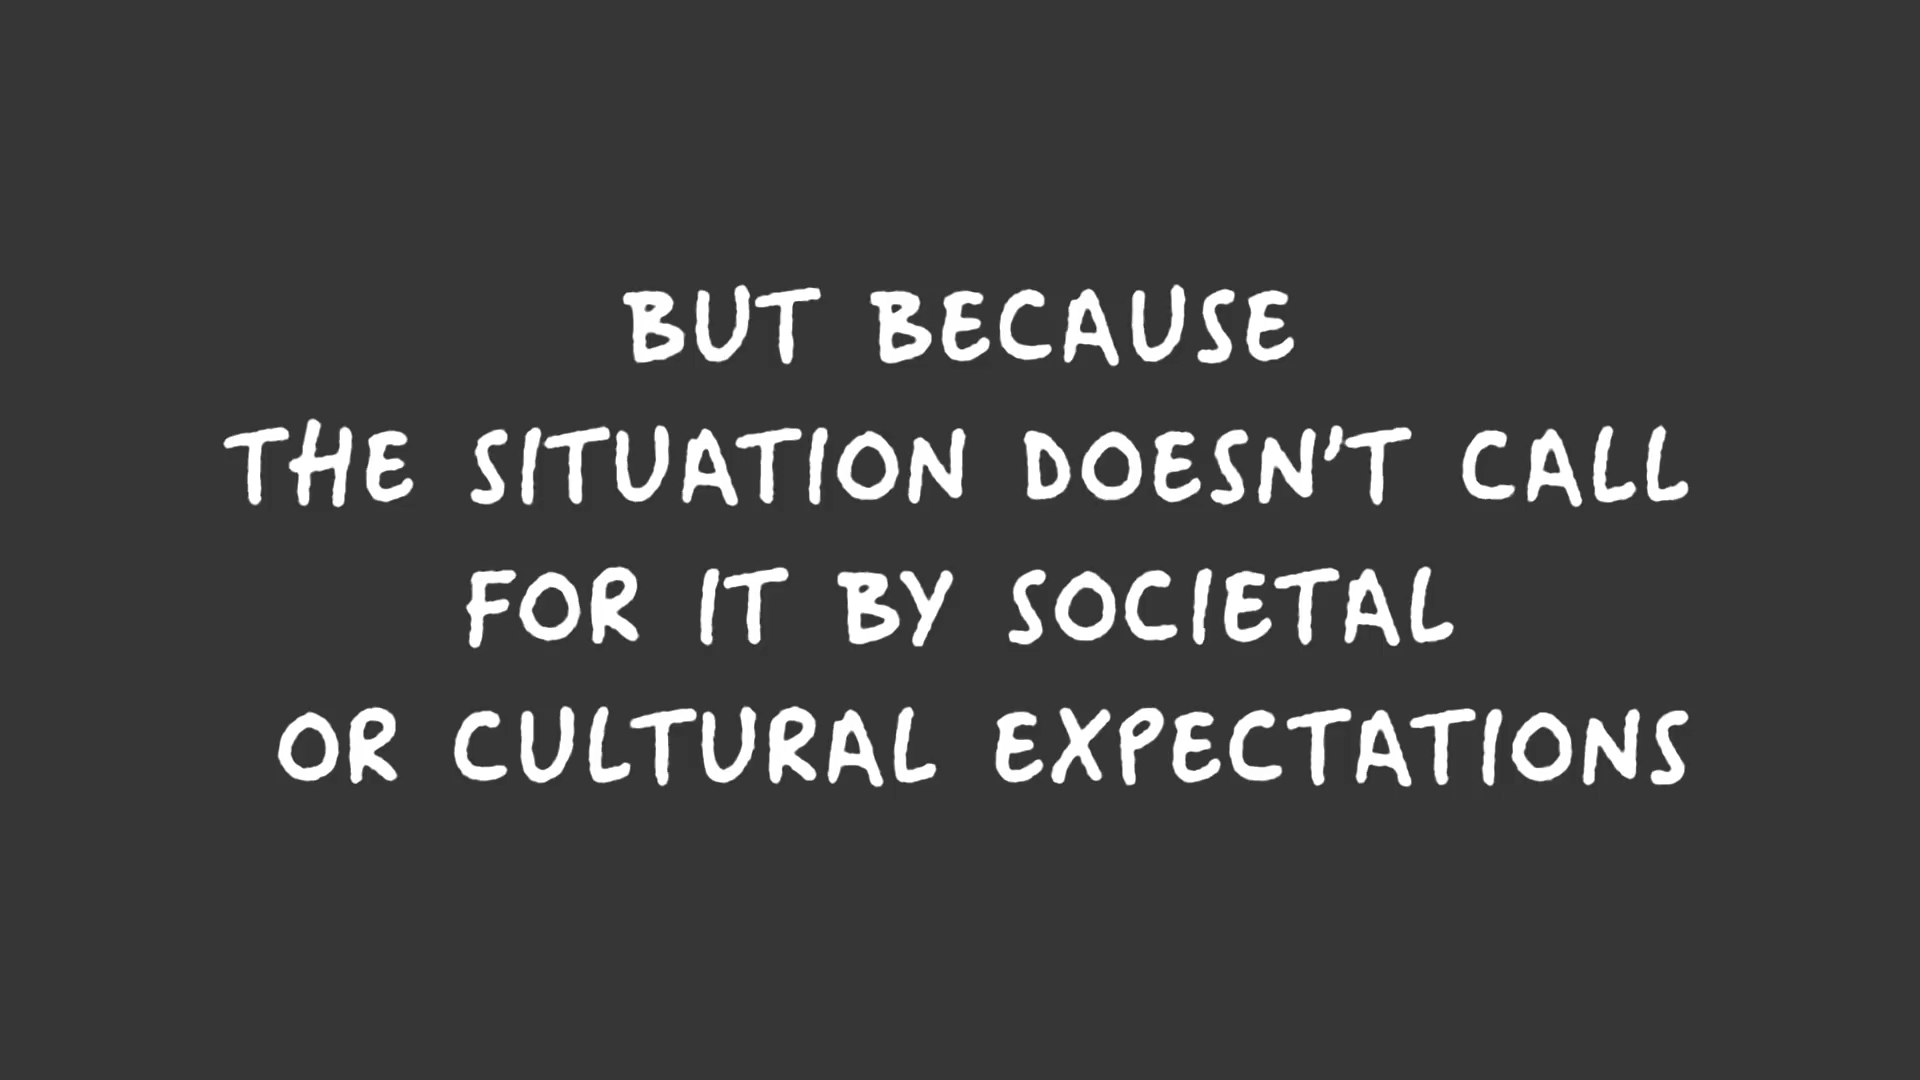 BUT BECAUSE
THE SITUATION DOESN'T CALL
FOR IT BY SOCIETAL
OR CULTURAL EXPECTATIONS